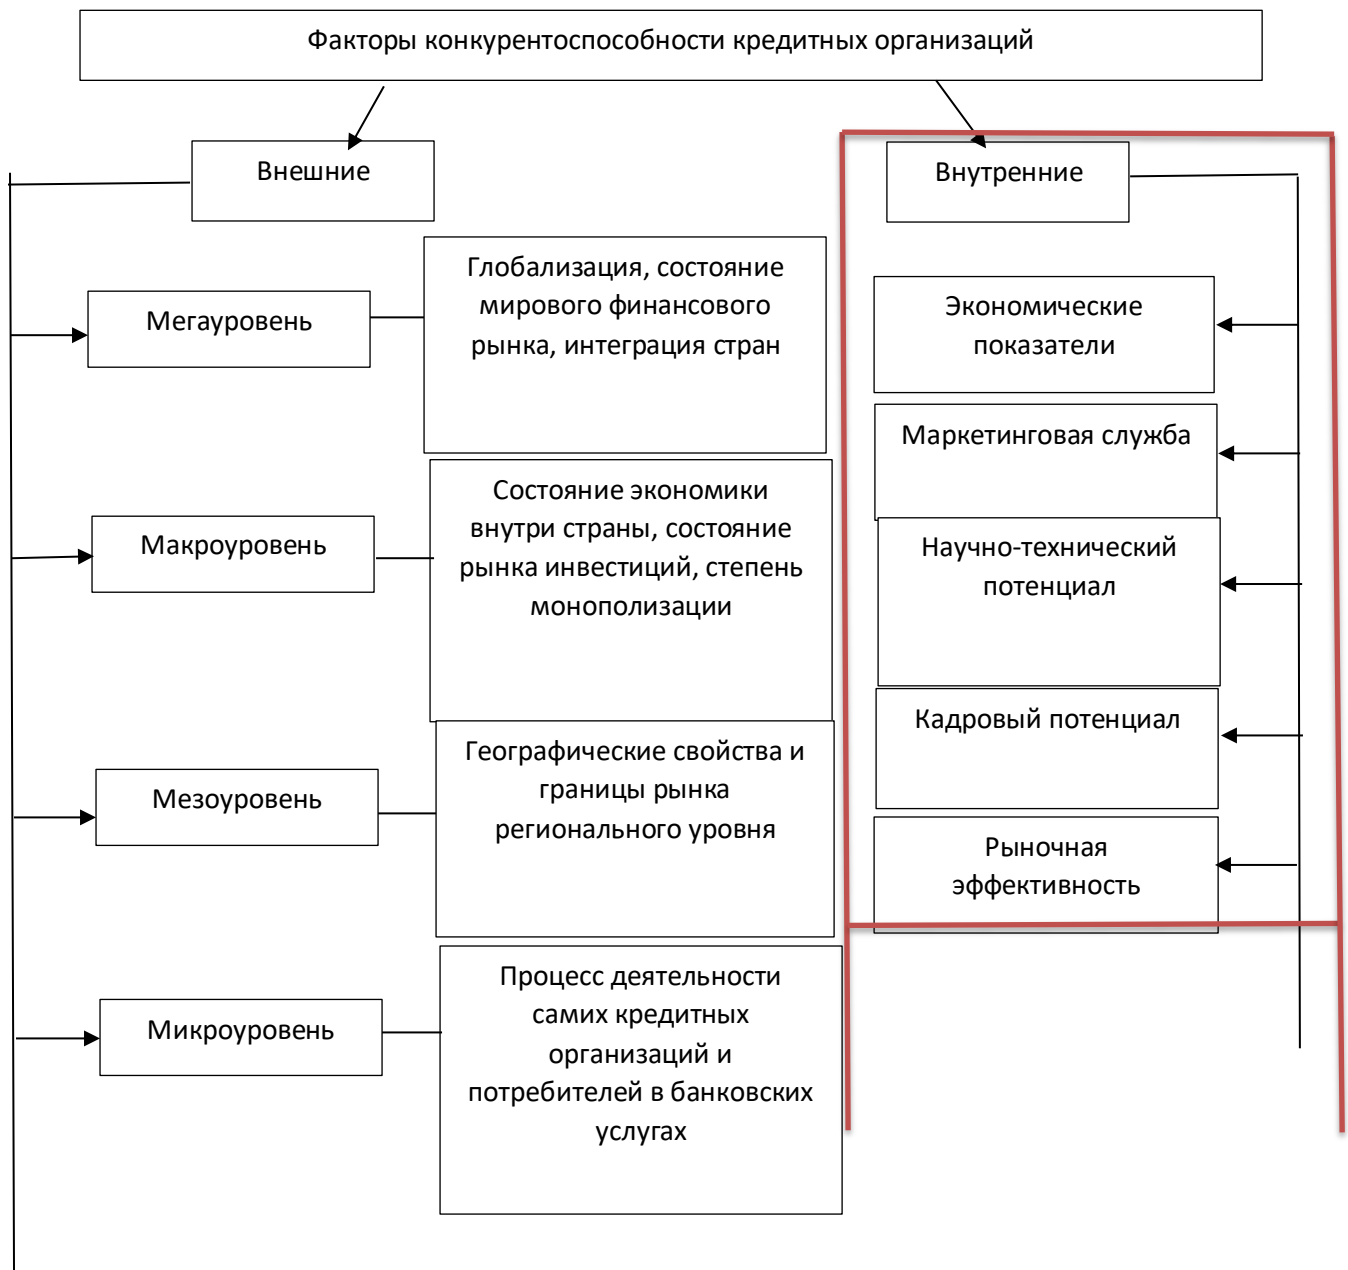 Факторы конкурентоспособности кредитных организаций
Внешние
Внутренние
Мегауровень
Глобализация, состояние
мирового финансового
рынка, интеграция стран
Макроуровень
Состояние экономики
внутри страны, состояние
рынка инвестиций, степень
монополизации
Мезоуровень
Географические свойства и
границы рынка
регионального уровня
Микроуровень
Процесс деятельности
самих кредитных
организаций и
потребителей в банковских
услугах
Экономические
показатели
Маркетинговая служба
Научно-технический
потенциал
Кадровый потенциал
Рыночная
эффективность